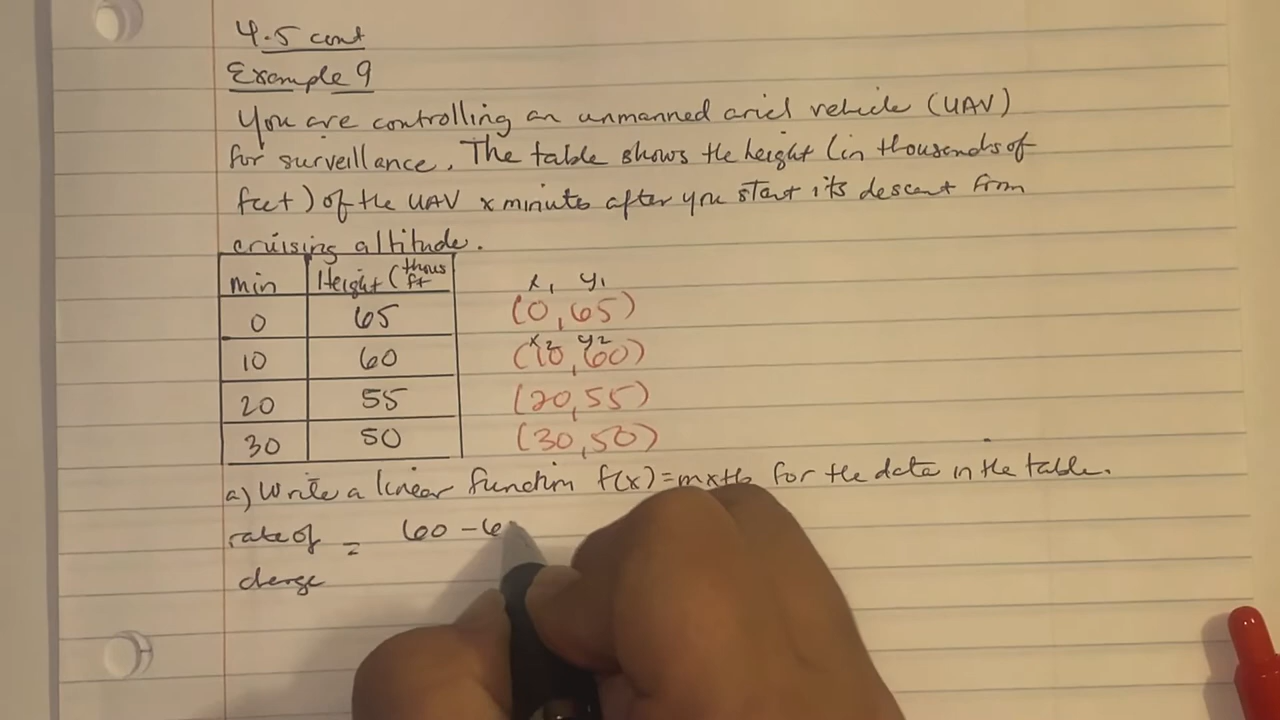 4.5 cont
Example 9
You are controlling an unmanned ariel vehicle (UAV)
for surveillance. The table shows the height (in thousands of
feet) of the UAV x minute after you start its descent from
cruising altitude.
min Height (thous ft
x1 y1
0 65 (0,65)
x2 y2
10 60 (10,60)
20 55 (20,55)
30 50 (30,50)
a) Write a linear function f(x)=mx+b for the data in the table.
rate of = 60 - 6
change